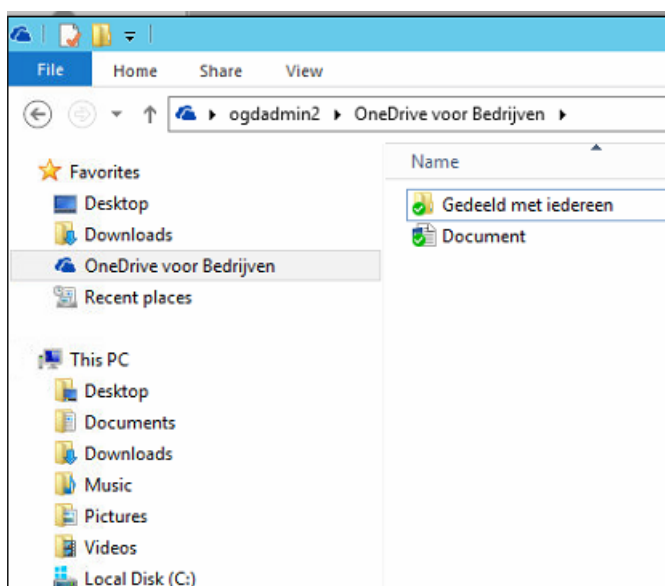 File Home Share View
ogdadmin2 OneDrive voor Bedrijven
Name
Favorites
Desktop
Downloads
OneDrive voor Bedrijven
Recent places
This PC
Desktop
Documents
Downloads
Music
Pictures
Videos
Local Disk (C:)
Gedeeld met iedereen
Document